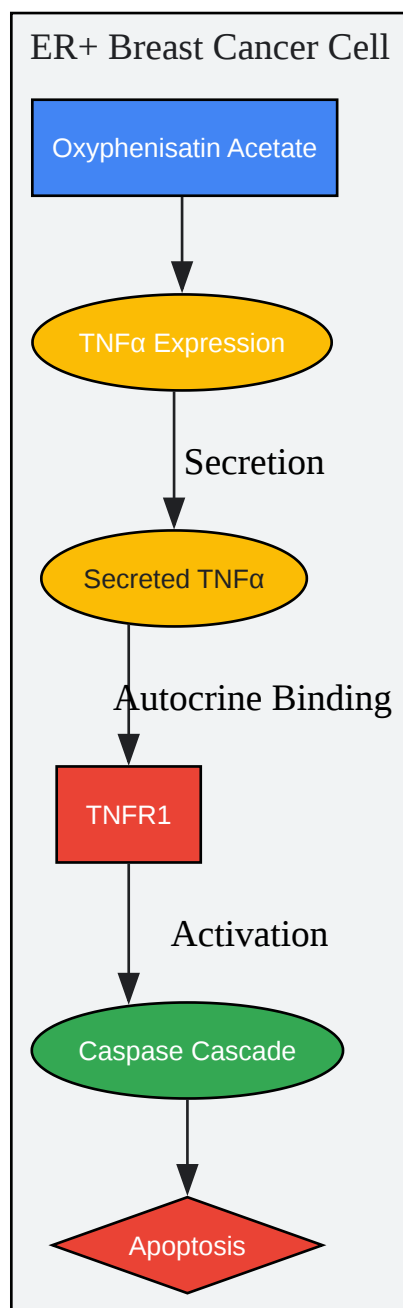 ER+ Breast Cancer Cell
Oxyphenisatin Acetate
TNFα Expression
Secretion
Secreted TNFα
Autocrine Binding
TNFR1
Activation
Caspase Cascade
Apoptosis